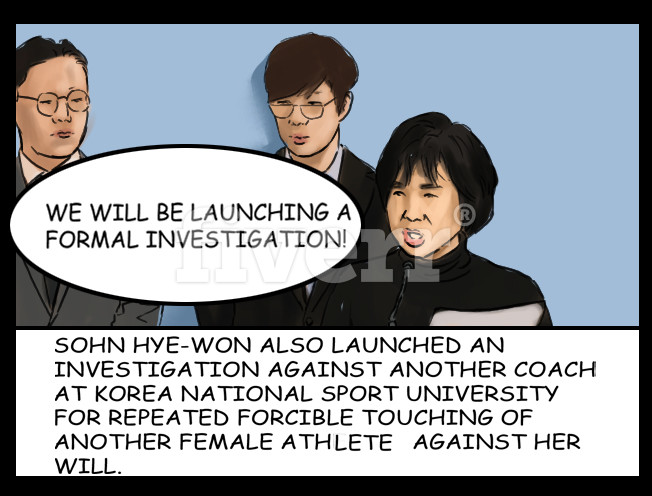 WE WILL BE LAUNCHING A
FORMAL INVESTIGATION!
fiverr®
SOHN HYE-WON ALSO LAUNCHED AN
INVESTIGATION AGAINST ANOTHER COACH
AT KOREA NATIONAL SPORT UNIVERSITY
FOR REPEATED FORCIBLE TOUCHING OF
ANOTHER FEMALE ATHLETE AGAINST HER
WILL.